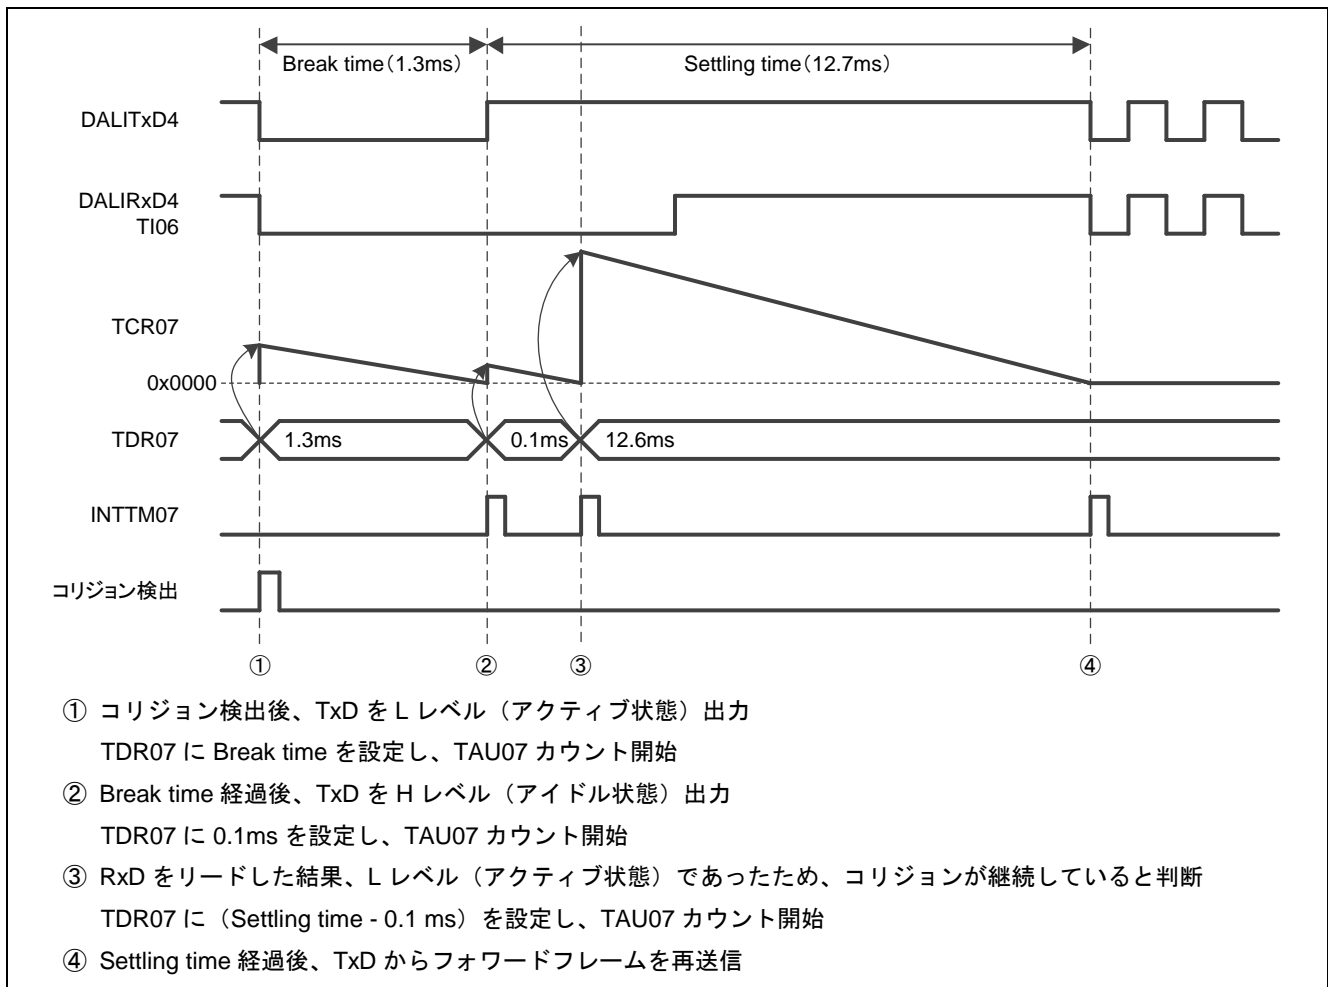 Break time（1.3ms）
Settling time（12.7ms）
DALITxD4
DALIRxD4
TI06
TCR07
0x0000
TDR07
1.3ms
0.1ms
12.6ms
INTTM07
コリジョン検出
① ② ③ ④
① コリジョン検出後、TxD を L レベル（アクティブ状態）出力
TDR07 に Break time を設定し、TAU07 カウント開始
② Break time 経過後、TxD を H レベル（アイドル状態）出力
TDR07 に 0.1ms を設定し、TAU07 カウント開始
③ RxD をリードした結果、L レベル（アクティブ状態）であったため、コリジョンが継続していると判断
TDR07 に（Settling time - 0.1 ms）を設定し、TAU07 カウント開始
④ Settling time 経過後、TxD からフォワードフレームを再送信